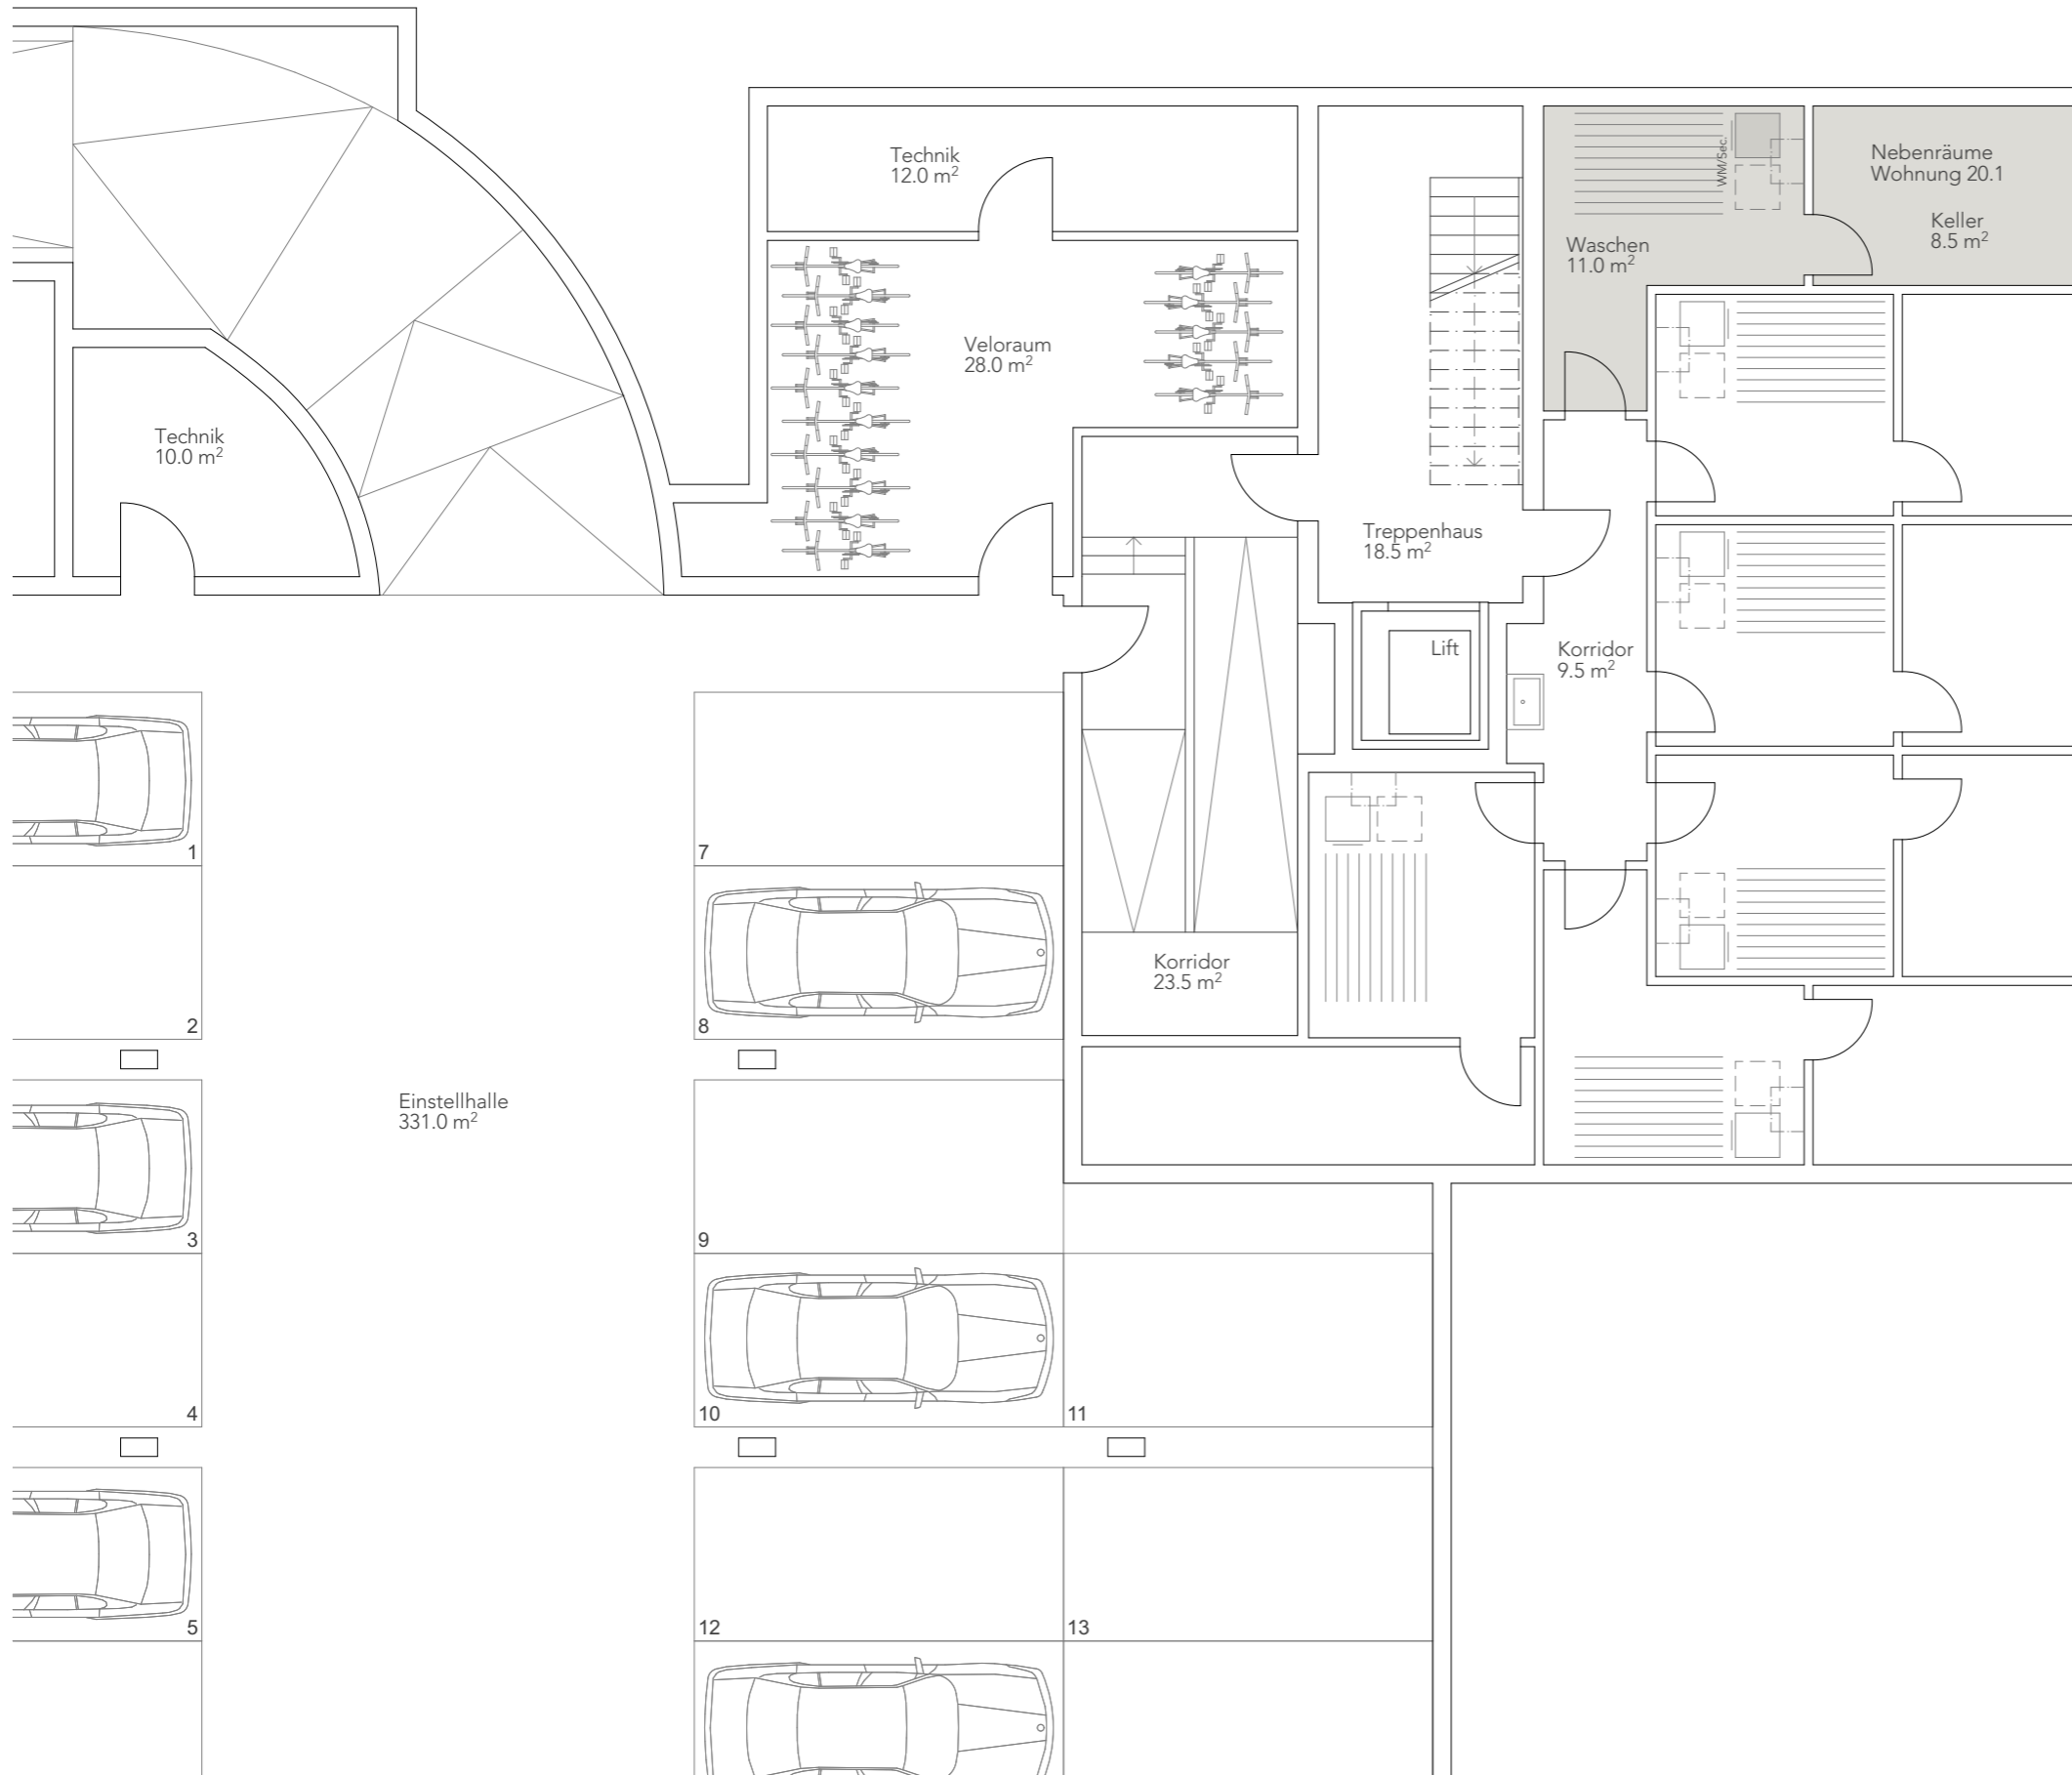 Technik
12.0 m²
Nebenräume
Wohnung 20.1
Keller
8.5 m²
WM/Sec.
Waschen
11.0 m²
Veloraum
28.0 m²
Technik
10.0 m²
Treppenhaus
18.5 m²
Lift
Korridor
9.5 m²
1
7
Korridor
23.5 m²
2
8
Einstellhalle
331.0 m²
3
9
4
10
11
5
12
13